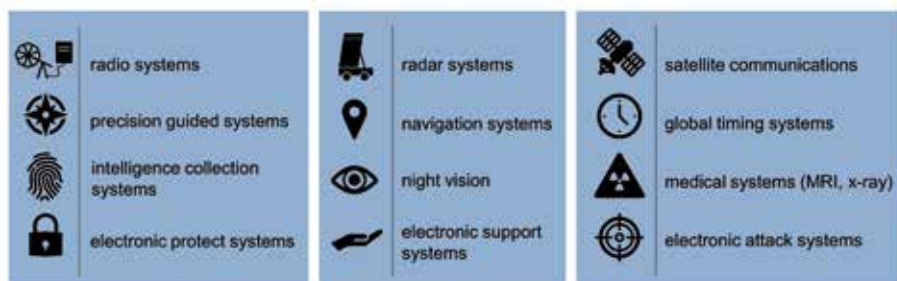 radio systems
precision guided systems
intelligence collection
systems
electronic protect systems
radar systems
navigation systems
night vision
electronic support
systems
satellite communications
global timing systems
medical systems (MRI, x-ray)
electronic attack systems